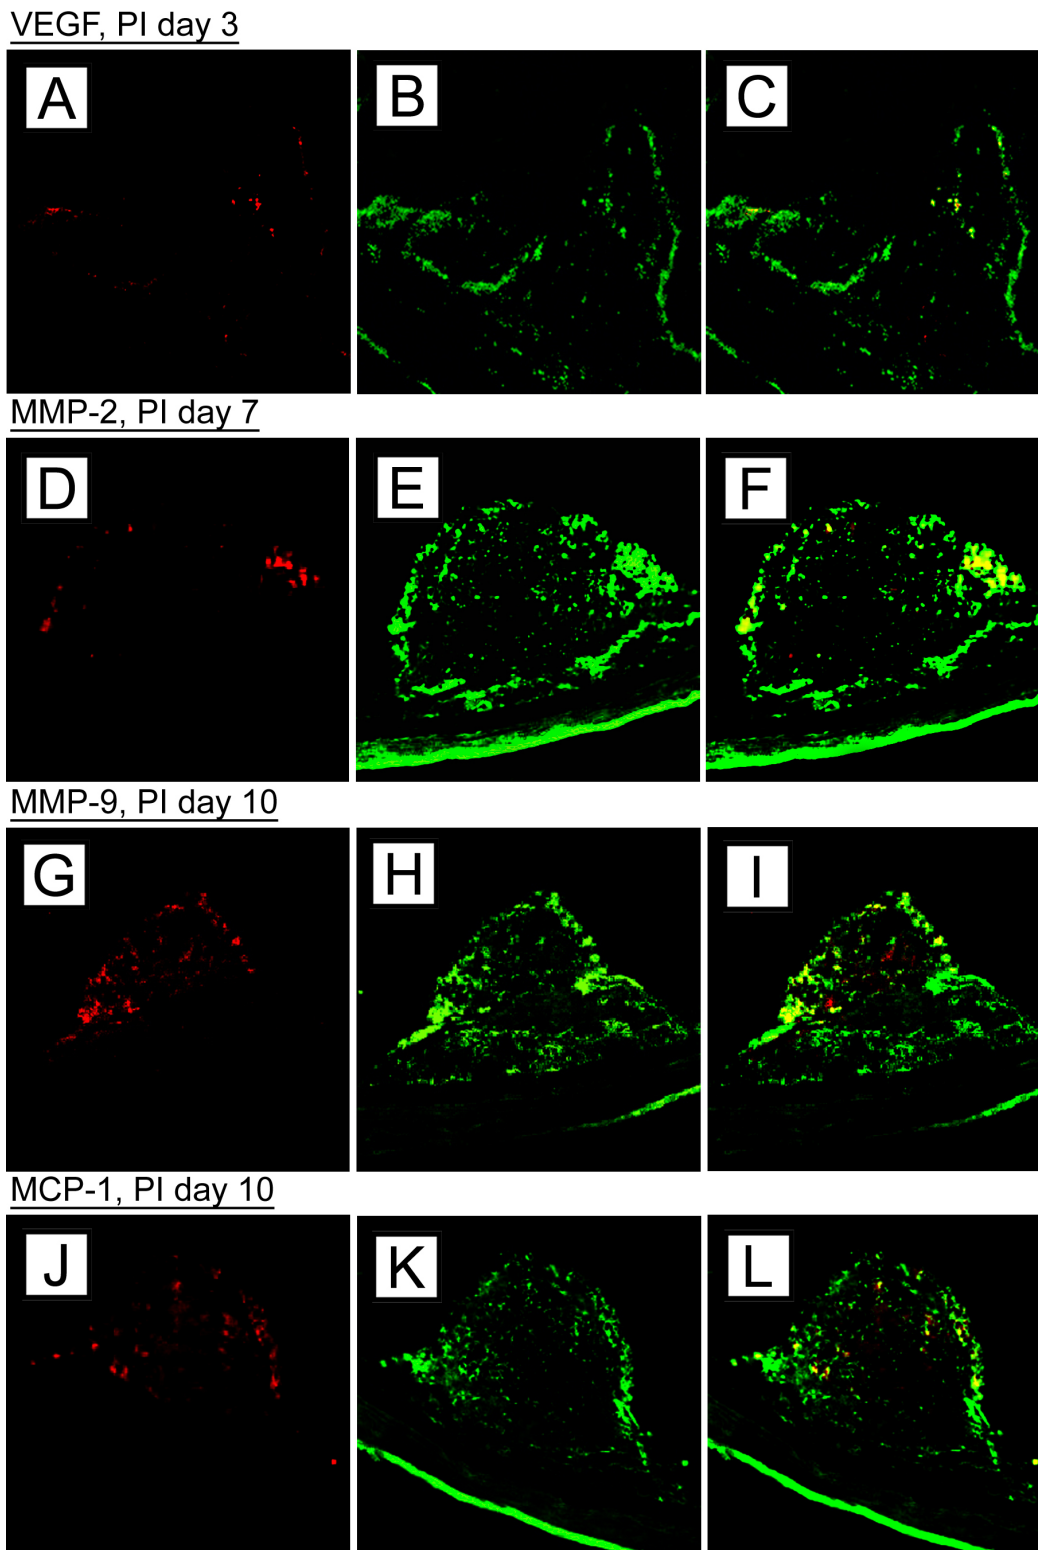 VEGF, PI day 3
A B C
MMP-2, PI day 7
D E F
MMP-9, PI day 10
G H I
MCP-1, PI day 10
J K L